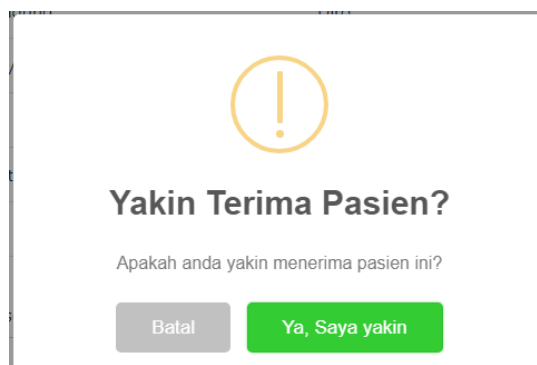 Yakin Terima Pasien?
Apakah anda yakin menerima pasien ini?
Batal
Ya, Saya yakin